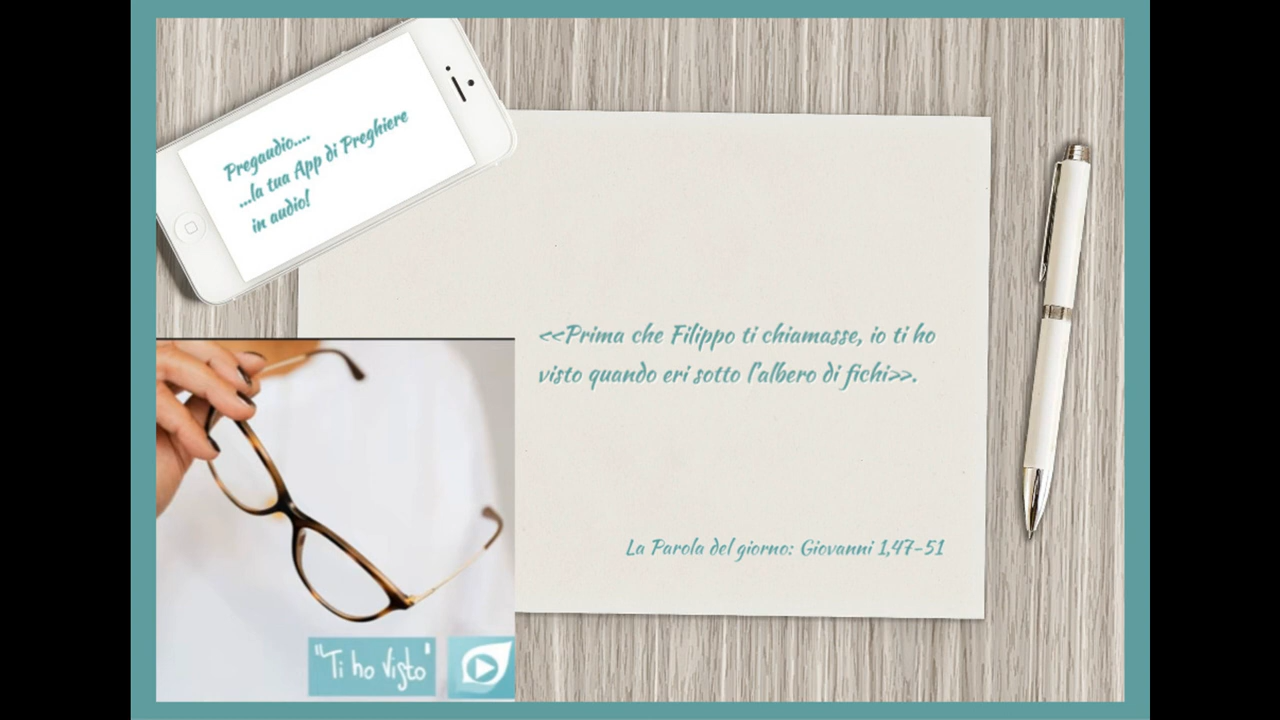 Pregaudio....
...la tua App di Preghiere
in audio!
<<Prima che Filippo ti chiamasse, io ti ho
visto quando eri sotto l'albero di fichi>>.
La Parola del giorno: Giovanni 1,47-51
"Ti ho visto"